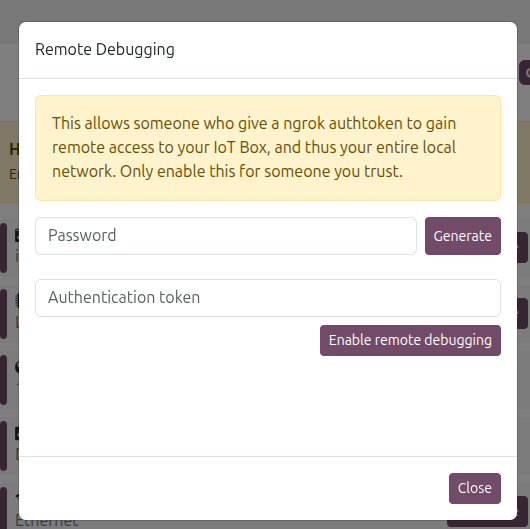 Remote Debugging
This allows someone who give a ngrok authtoken to gain
remote access to your IoT Box, and thus your entire local
network. Only enable this for someone you trust.
Password
Generate
Authentication token
Enable remote debugging
Close
Ethernet